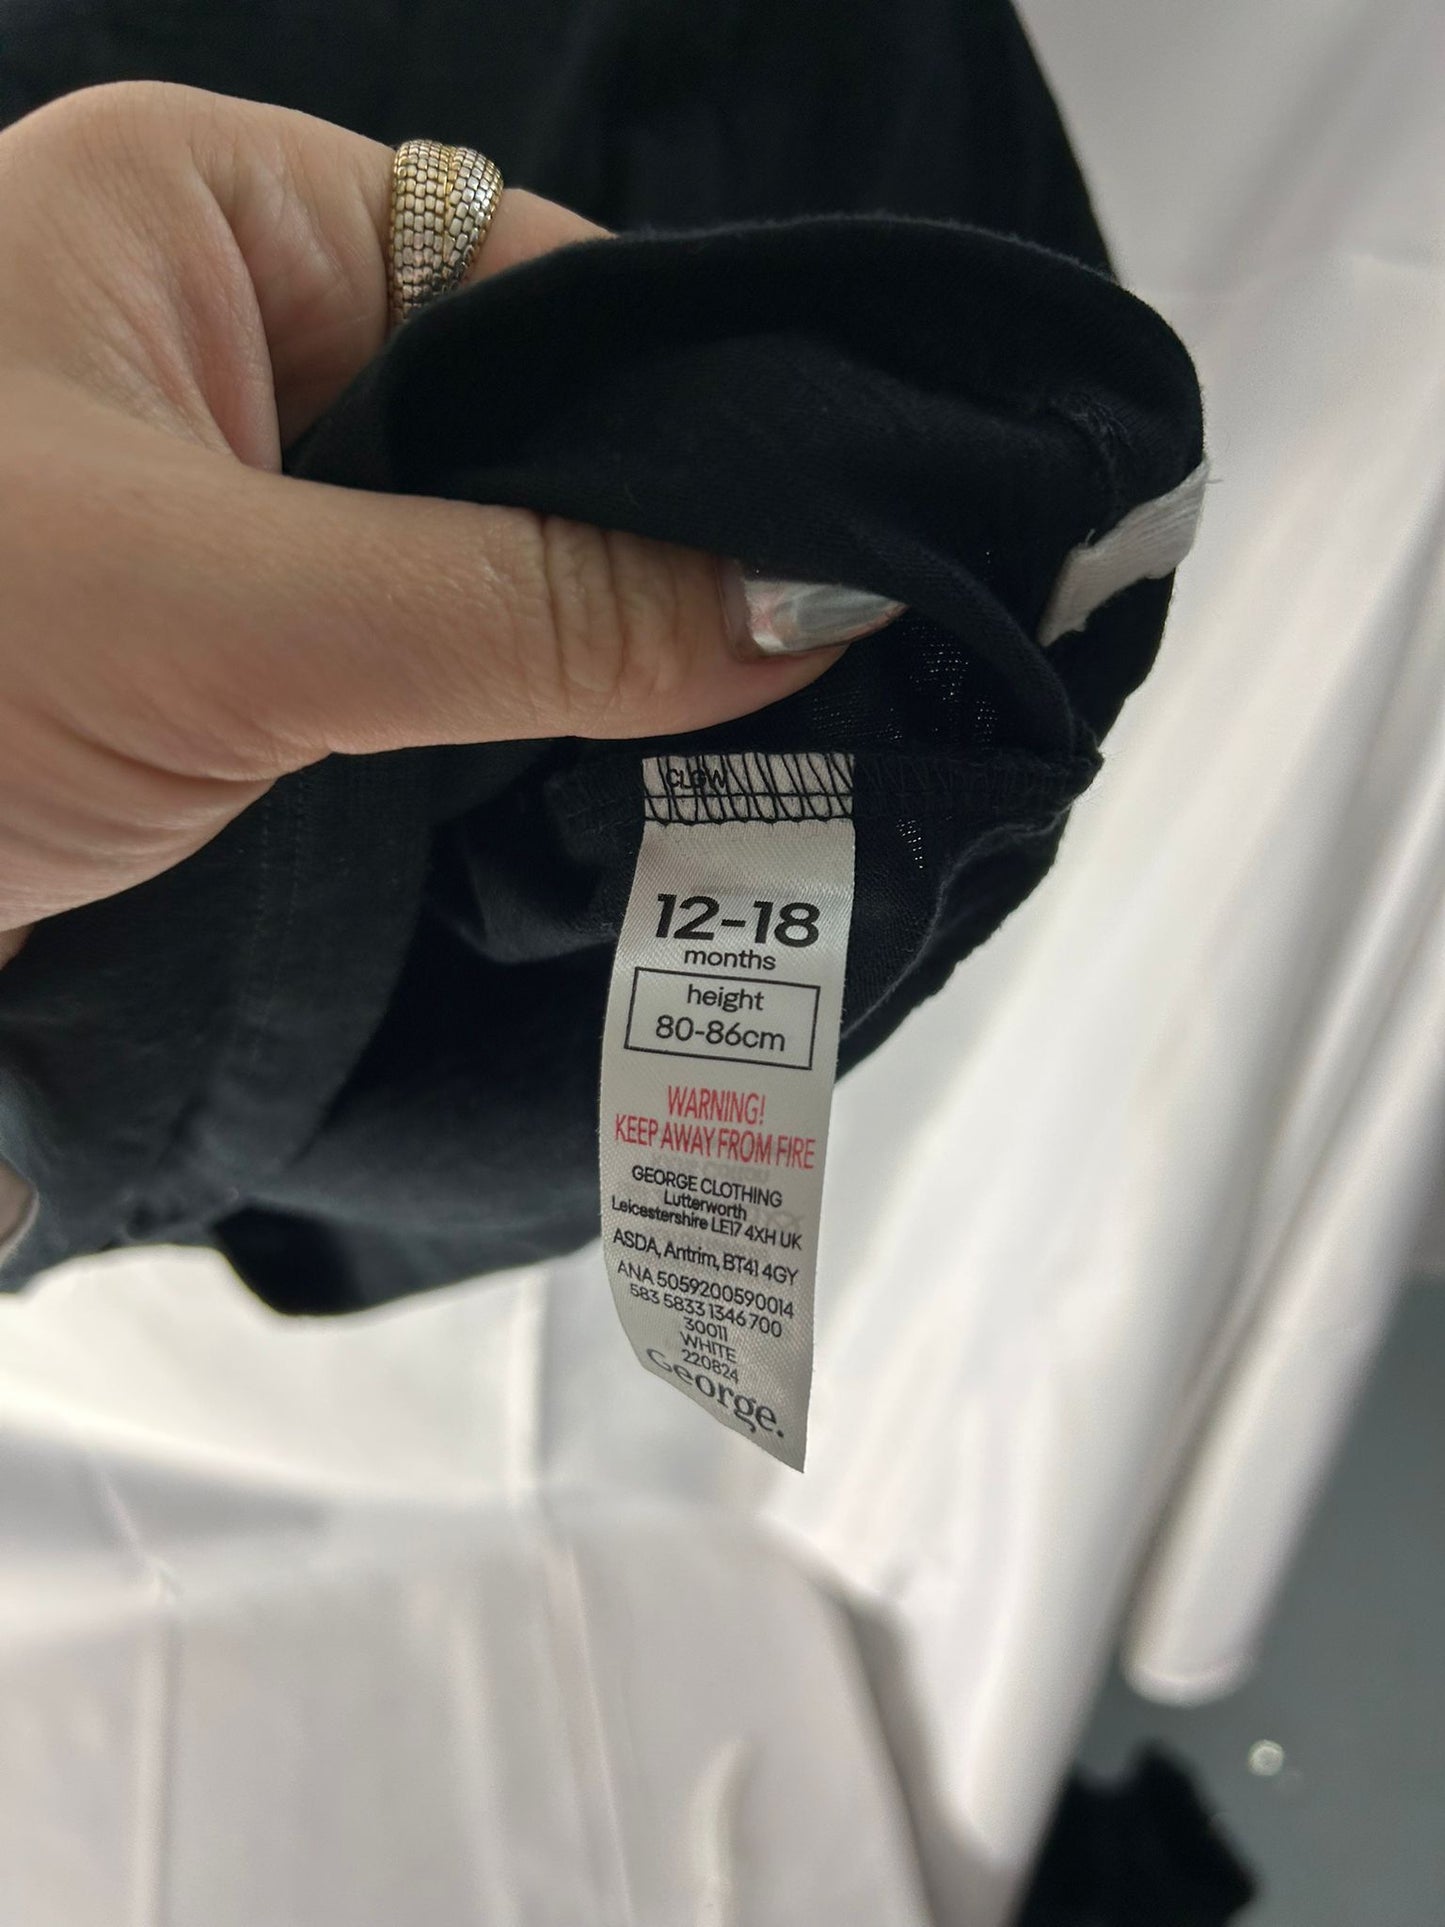 CLGW
12-18
months
height
80-86cm
WARNING!
KEEP AWAY FROM FIRE
GEORGE CLOTHING
Lutterworth
Leicestershire LE17 4XH UK
ASDA, Antrim, BT41 4GY
ANA 5059200590014
583 5833 1346 700
30011
WHITE
220824
George.